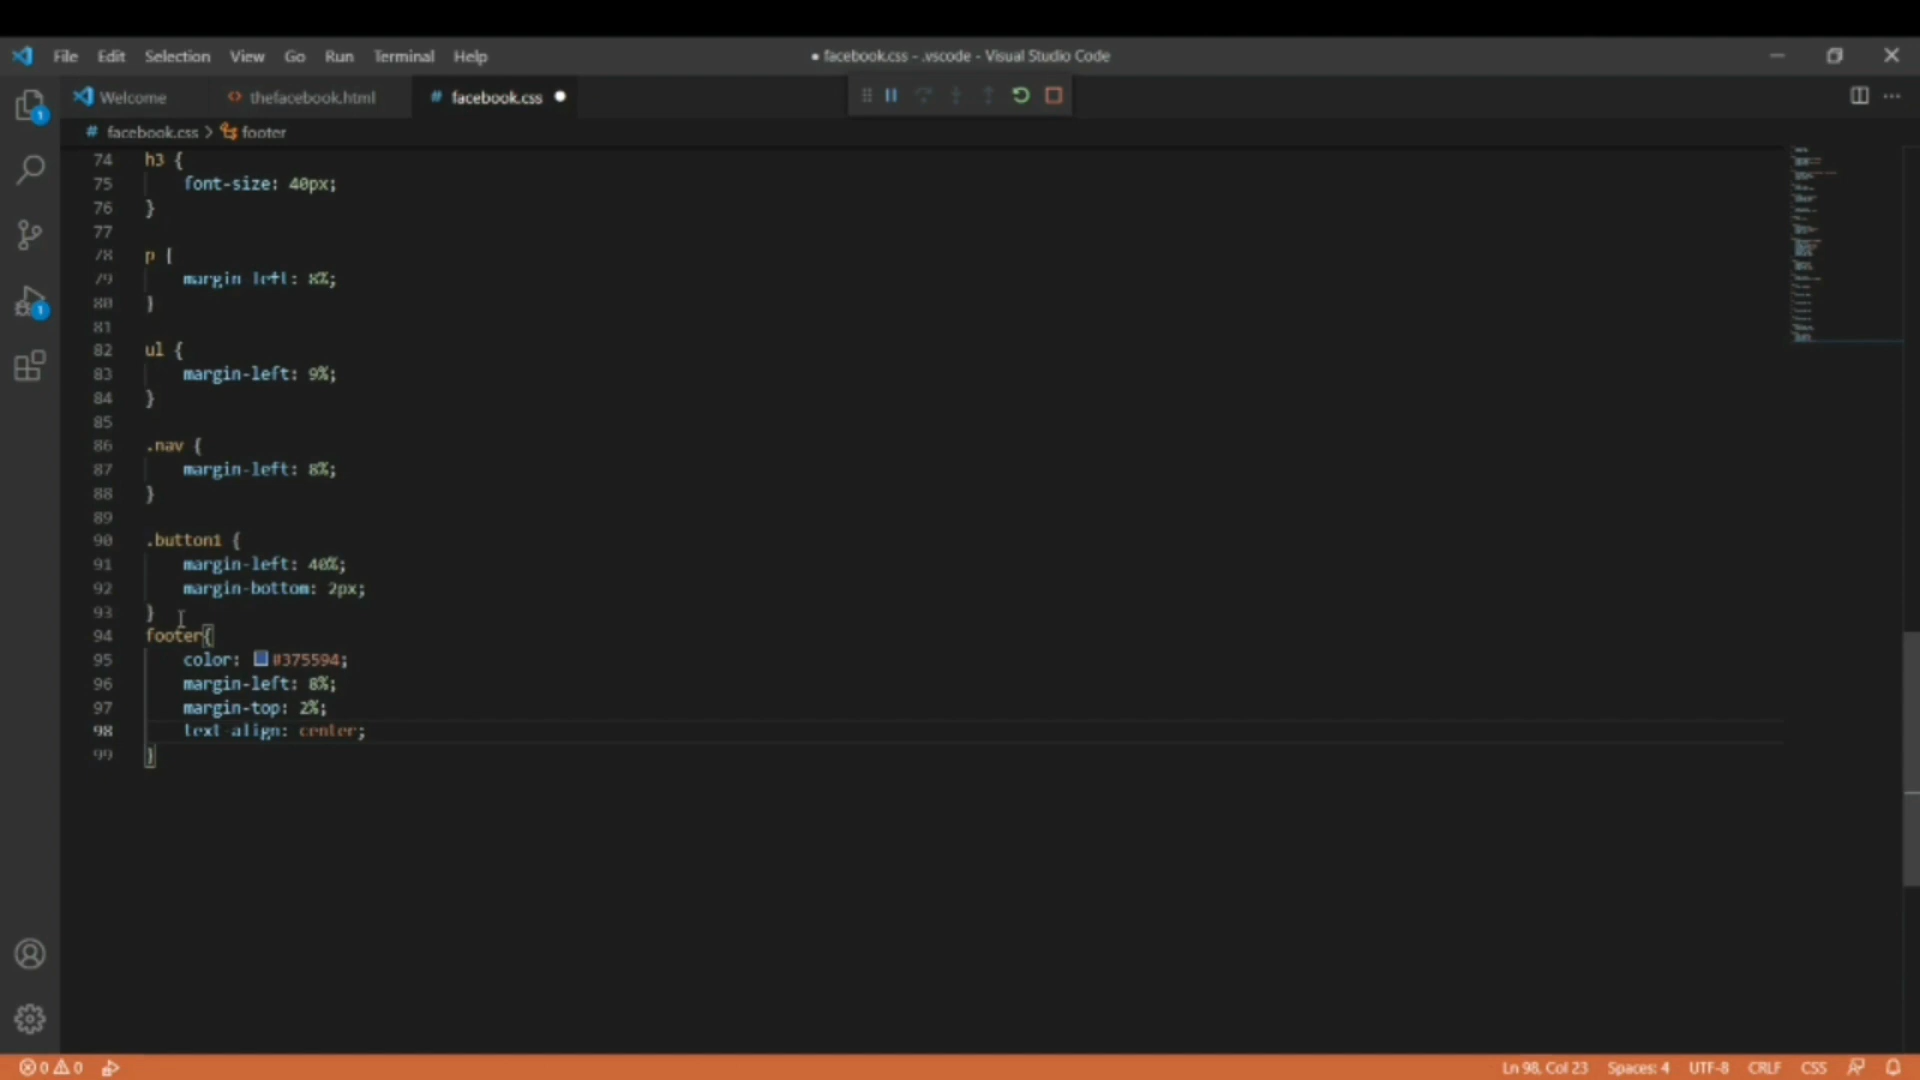 File Edit Selection View Go Run Terminal Help
● facebook.css - .vscode - Visual Studio Code
Welcome
<> thefacebook.html
# facebook.css ●
# facebook.css > footer
74 h3 {
75 font-size: 40px;
76 }
77
78 p {
79 margin-left: 8%;
80 }
81
82 ul {
83 margin-left: 9%;
84 }
85
86 .nav {
87 margin-left: 8%;
88 }
89
90 .button1 {
91 margin-left: 40%;
92 margin-bottom: 2px;
93 }
94 footer{
95 color: #375594;
96 margin-left: 8%;
97 margin-top: 2%;
98 text-align: center;
99 }
1
1
0 0
Ln 98, Col 23 Spaces: 4 UTF-8 CRLF CSS